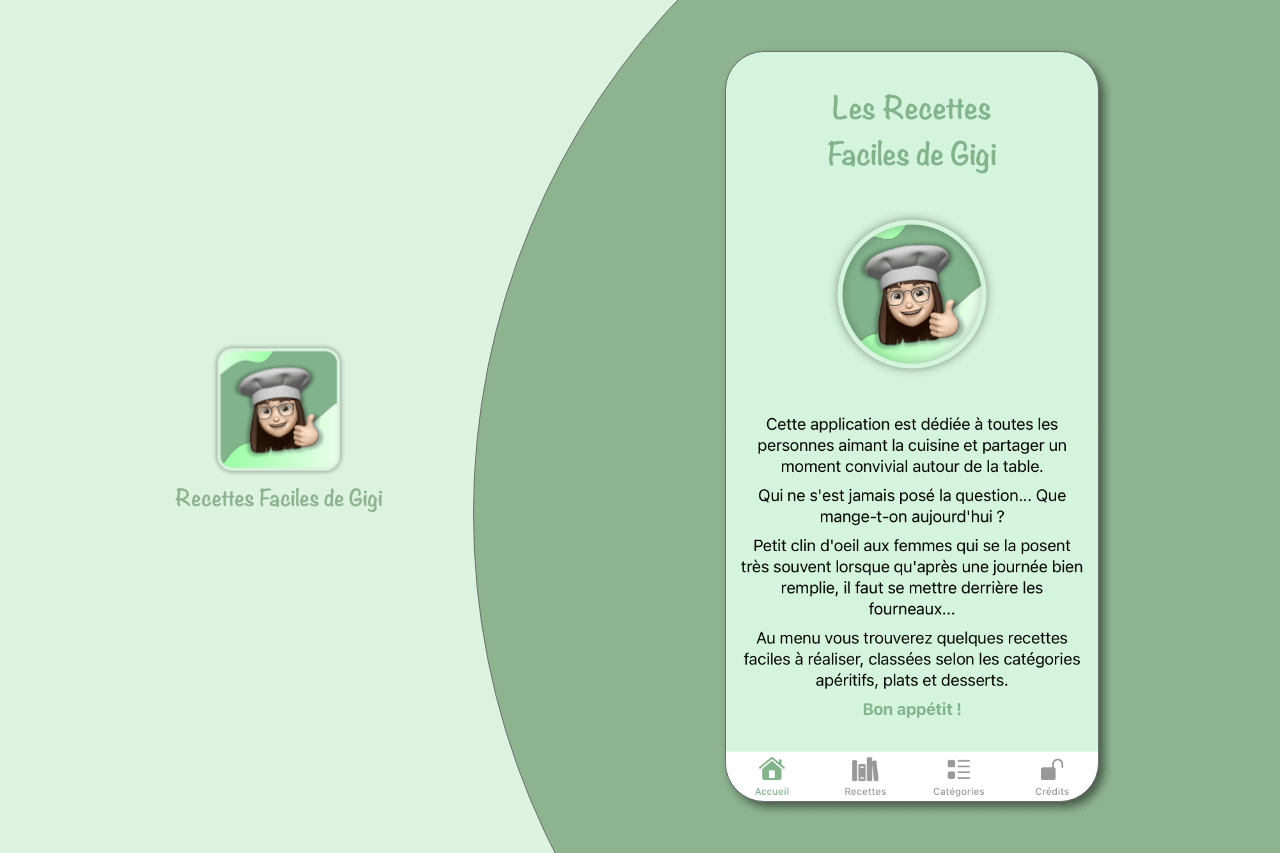 Recettes Faciles de Gigi
Les Recettes
Faciles de Gigi
Cette application est dédiée à toutes les
personnes aimant la cuisine et partager un
moment convivial autour de la table.
Qui ne s'est jamais posé la question... Que
mange-t-on aujourd'hui ?
Petit clin d'oeil aux femmes qui se la posent
très souvent lorsque qu'après une journée bien
remplie, il faut se mettre derrière les
fourneaux...
Au menu vous trouverez quelques recettes
faciles à réaliser, classées selon les catégories
apéritifs, plats et desserts.
Bon appétit !
Accueil
Recettes
Catégories
Crédits